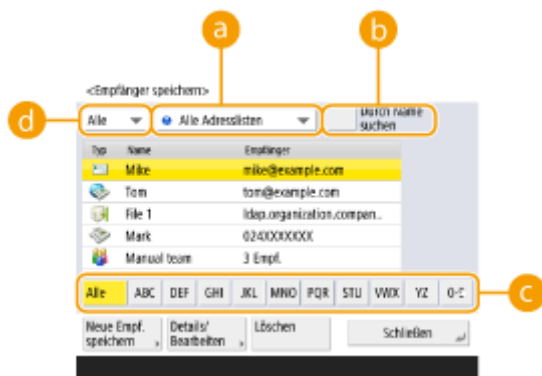 a
b
<Empfänger speichern>
d
Alle
Alle Adresslisten
Durch Name
suchen
Typ Name Empfänger
Mike mike@example.com
Tom tom@example.com
File 1 ldap.organization.compan..
Mark 024XXXXXXX
Manual team 3 Empf.
Alle ABC DEF GHI JKL MNO PQR STU VWX YZ
c
Neue Empf.
speichern
Details/
Bearbeiten
Löschen
Schließen